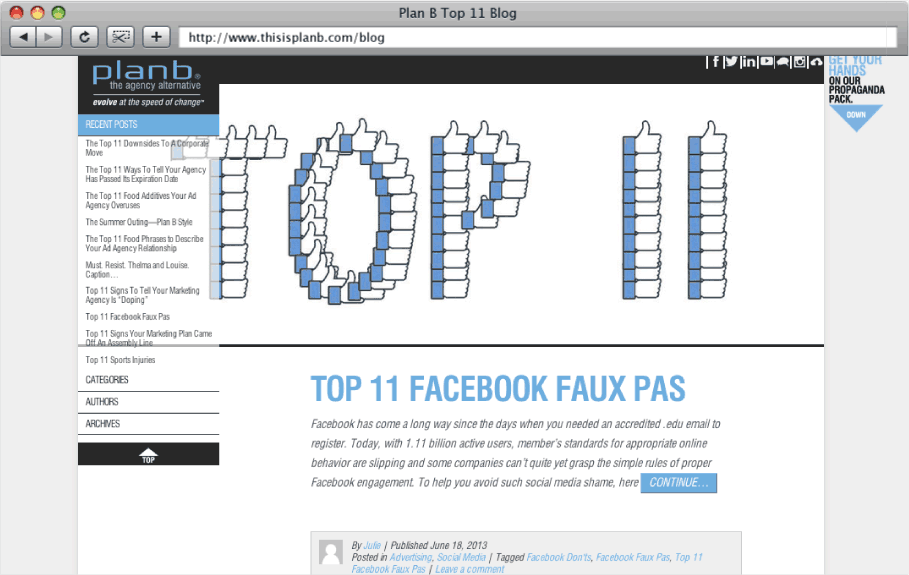 Plan B Top 11 Blog
http://www.thisisplanb.com/blog
planb®
the agency alternative
evolve at the speed of change™
GET YOUR
HANDS
ON OUR
PROPAGANDA
PACK.
DOWN
RECENT POSTS
The Top 11 Downsides To A Corporate
Move
The Top 11 Ways To Tell Your Agency
Has Passed Its Expiration Date
The Top 11 Food Additives Your Ad
Agency Overuses
The Summer Outing—Plan B Style
The Top 11 Food Phrases to Describe
Your Ad Agency Relationship
Must. Resist. Thelma and Louise.
Caption…
Top 11 Signs To Tell Your Marketing
Agency Is “Doping”
Top 11 Facebook Faux Pas
Top 11 Signs Your Marketing Plan Came
Off An Assembly Line
Top 11 Sports Injuries
CATEGORIES
AUTHORS
ARCHIVES
TOP
TOP 11
TOP 11 FACEBOOK FAUX PAS
Facebook has come a long way since the days when you needed an accredited .edu email to
register. Today, with 1.11 billion active users, member’s standards for appropriate online
behavior are slipping and some companies can’t quite yet grasp the simple rules of proper
Facebook engagement. To help you avoid such social media shame, here CONTINUE…
By Julie | Published June 18, 2013
Posted in Advertising, Social Media | Tagged Facebook Don'ts, Facebook Faux Pas, Top 11
Facebook Faux Pas | Leave a comment